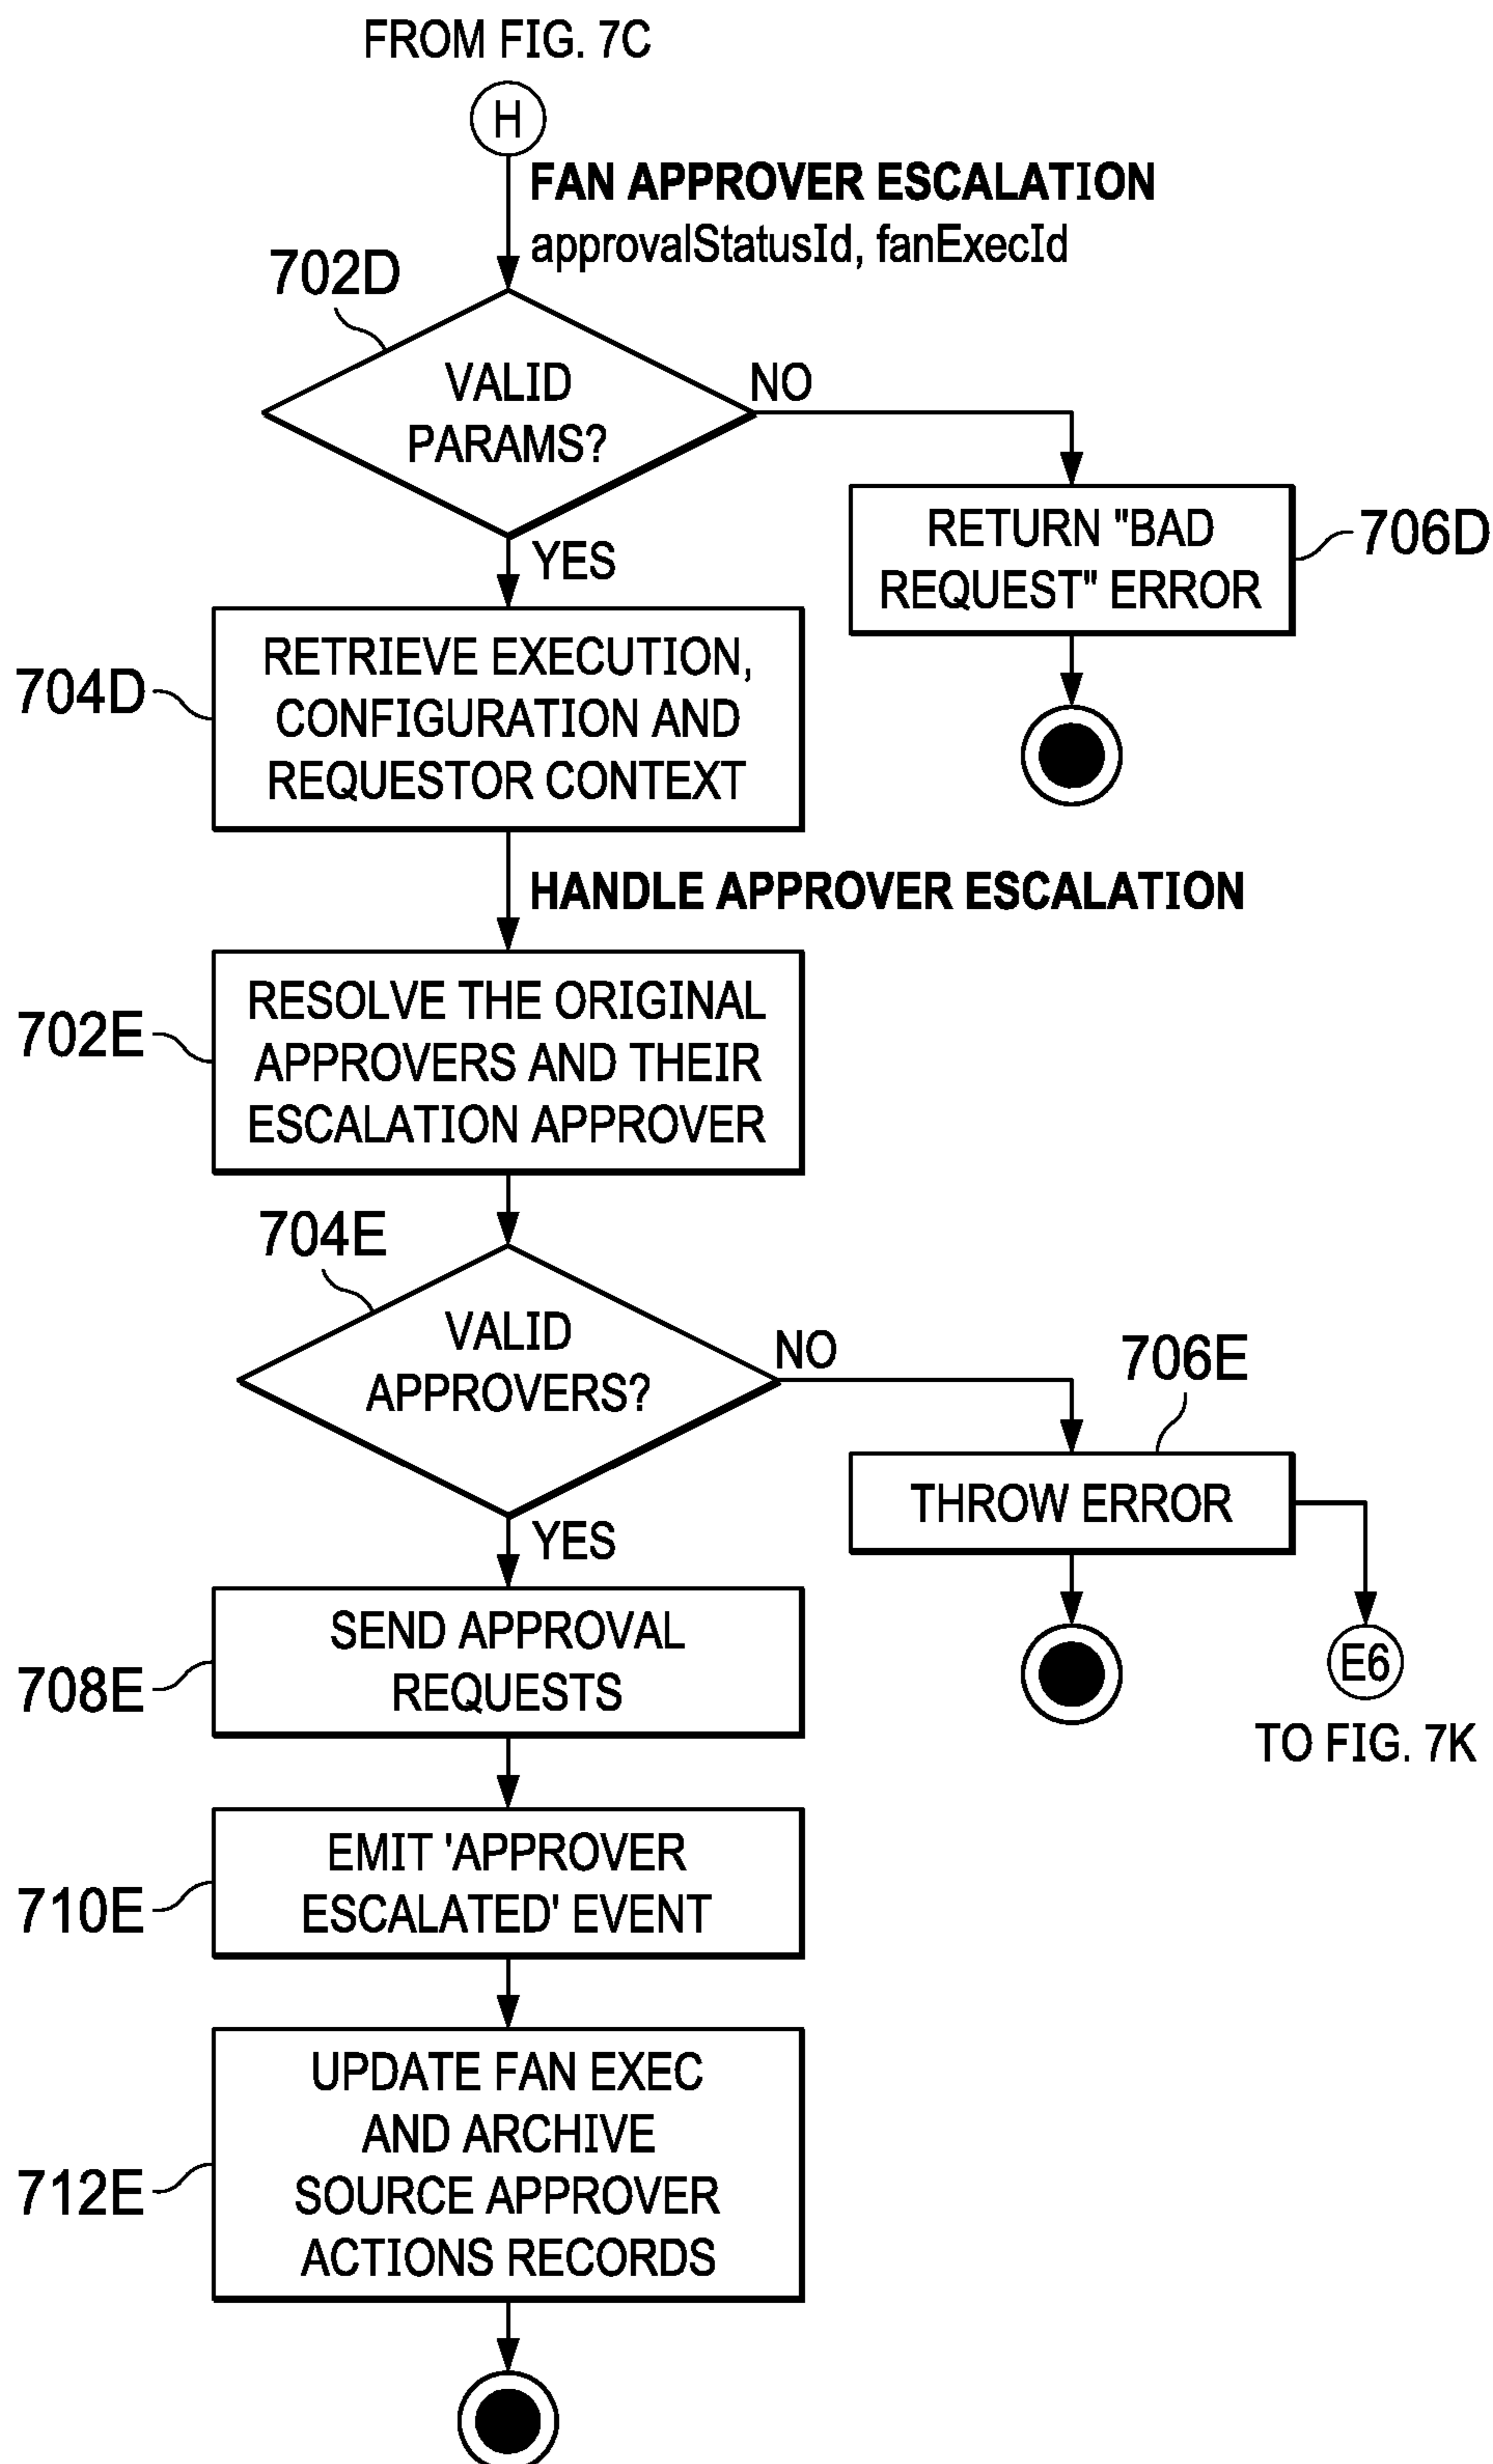 FROM FIG. 7C
H
FAN APPROVER ESCALATION
approvalStatusId, fanExecId
702D
VALID
PARAMS?
NO
YES
RETURN "BAD
REQUEST" ERROR
706D
704D
RETRIEVE EXECUTION,
CONFIGURATION AND
REQUESTOR CONTEXT
HANDLE APPROVER ESCALATION
702E
RESOLVE THE ORIGINAL
APPROVERS AND THEIR
ESCALATION APPROVER
704E
VALID
APPROVERS?
NO
YES
706E
THROW ERROR
E6
TO FIG. 7K
708E
SEND APPROVAL
REQUESTS
710E
EMIT 'APPROVER
ESCALATED' EVENT
712E
UPDATE FAN EXEC
AND ARCHIVE
SOURCE APPROVER
ACTIONS RECORDS